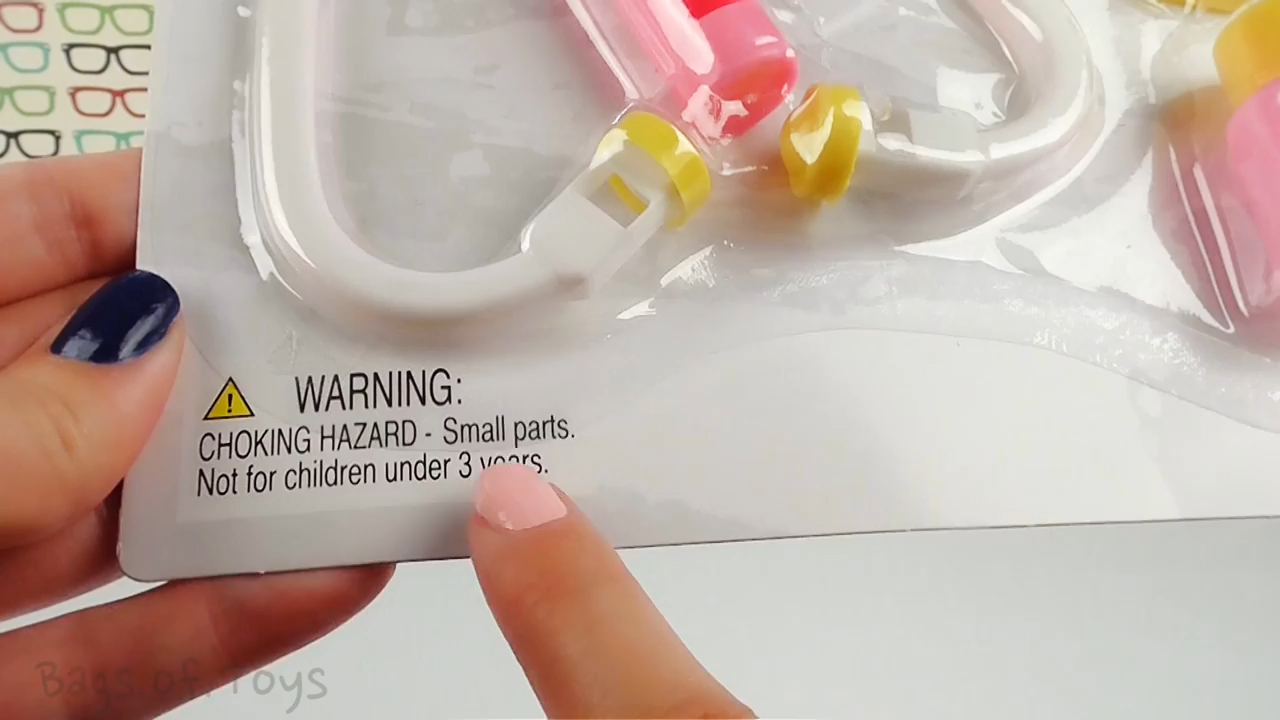 WARNING:
CHOKING HAZARD - Small parts.
Not for children under 3 years.
Bags of Toys